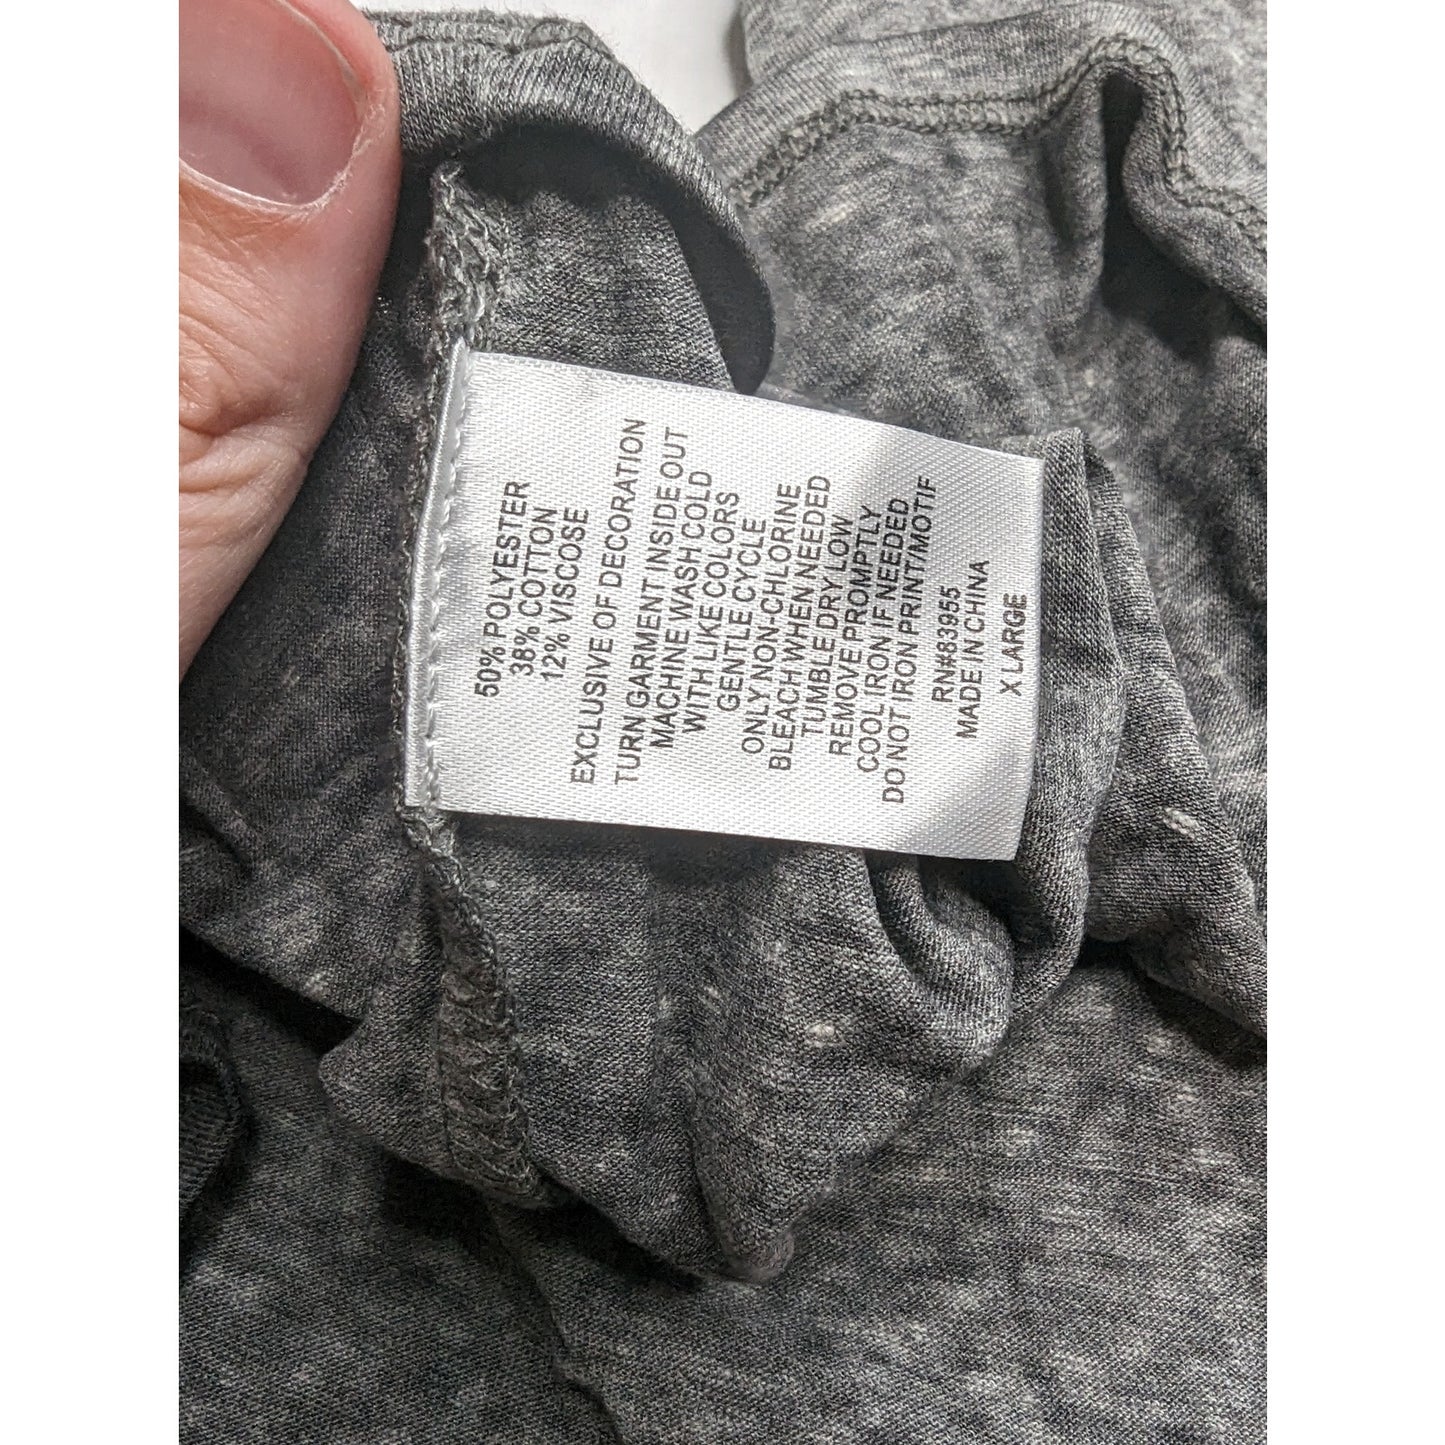 50% POLYESTER
38% COTTON
12% VISCOSE
EXCLUSIVE OF DECORATION
TURN GARMENT INSIDE OUT
MACHINE WASH COLD
WITH LIKE COLORS
GENTLE CYCLE
ONLY NON-CHLORINE
BLEACH WHEN NEEDED
TUMBLE DRY LOW
REMOVE PROMPTLY
COOL IRON IF NEEDED
DO NOT IRON PRINT/MOTIF
RN#83955
MADE IN CHINA
X LARGE